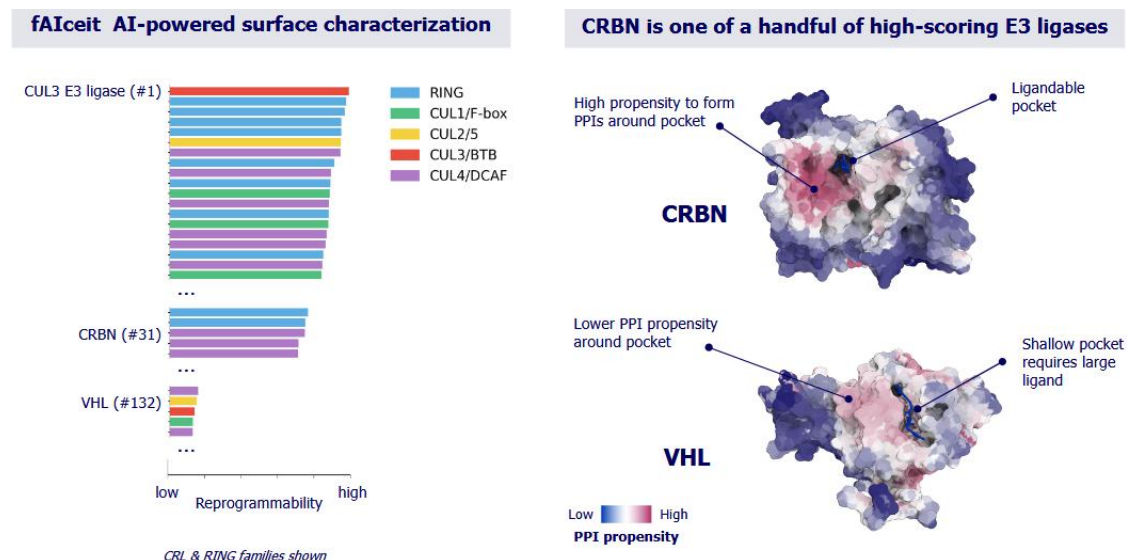 fAIceit AI-powered surface characterization
CUL3 E3 ligase (#1)
RING
CUL1/F-box
CUL2/5
CUL3/BTB
CUL4/DCAF
...
CRBN (#31)
...
VHL (#132)
...
low
high
Reprogrammability
CRL & RING families shown
CRBN is one of a handful of high-scoring E3 ligases
High propensity to form
PPIs around pocket
Ligandable
pocket
CRBN
Lower PPI propensity
around pocket
Shallow pocket
requires large
ligand
VHL
Low
High
PPI propensity